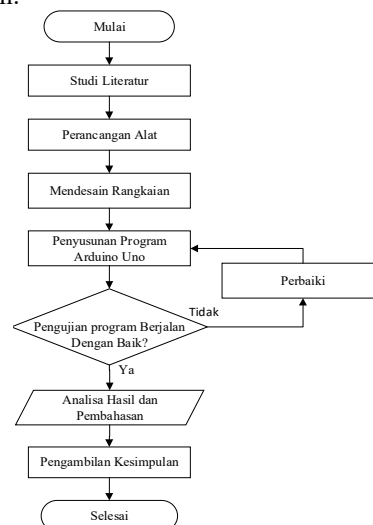 Mulai
Studi Literatur
Perancangan Alat
Mendesain Rangkaian
Penyusunan Program
Arduino Uno
Perbaiki
Tidak
Pengujian program Berjalan
Dengan Baik?
Ya
Analisa Hasil dan
Pembahasan
Pengambilan Kesimpulan
Selesai